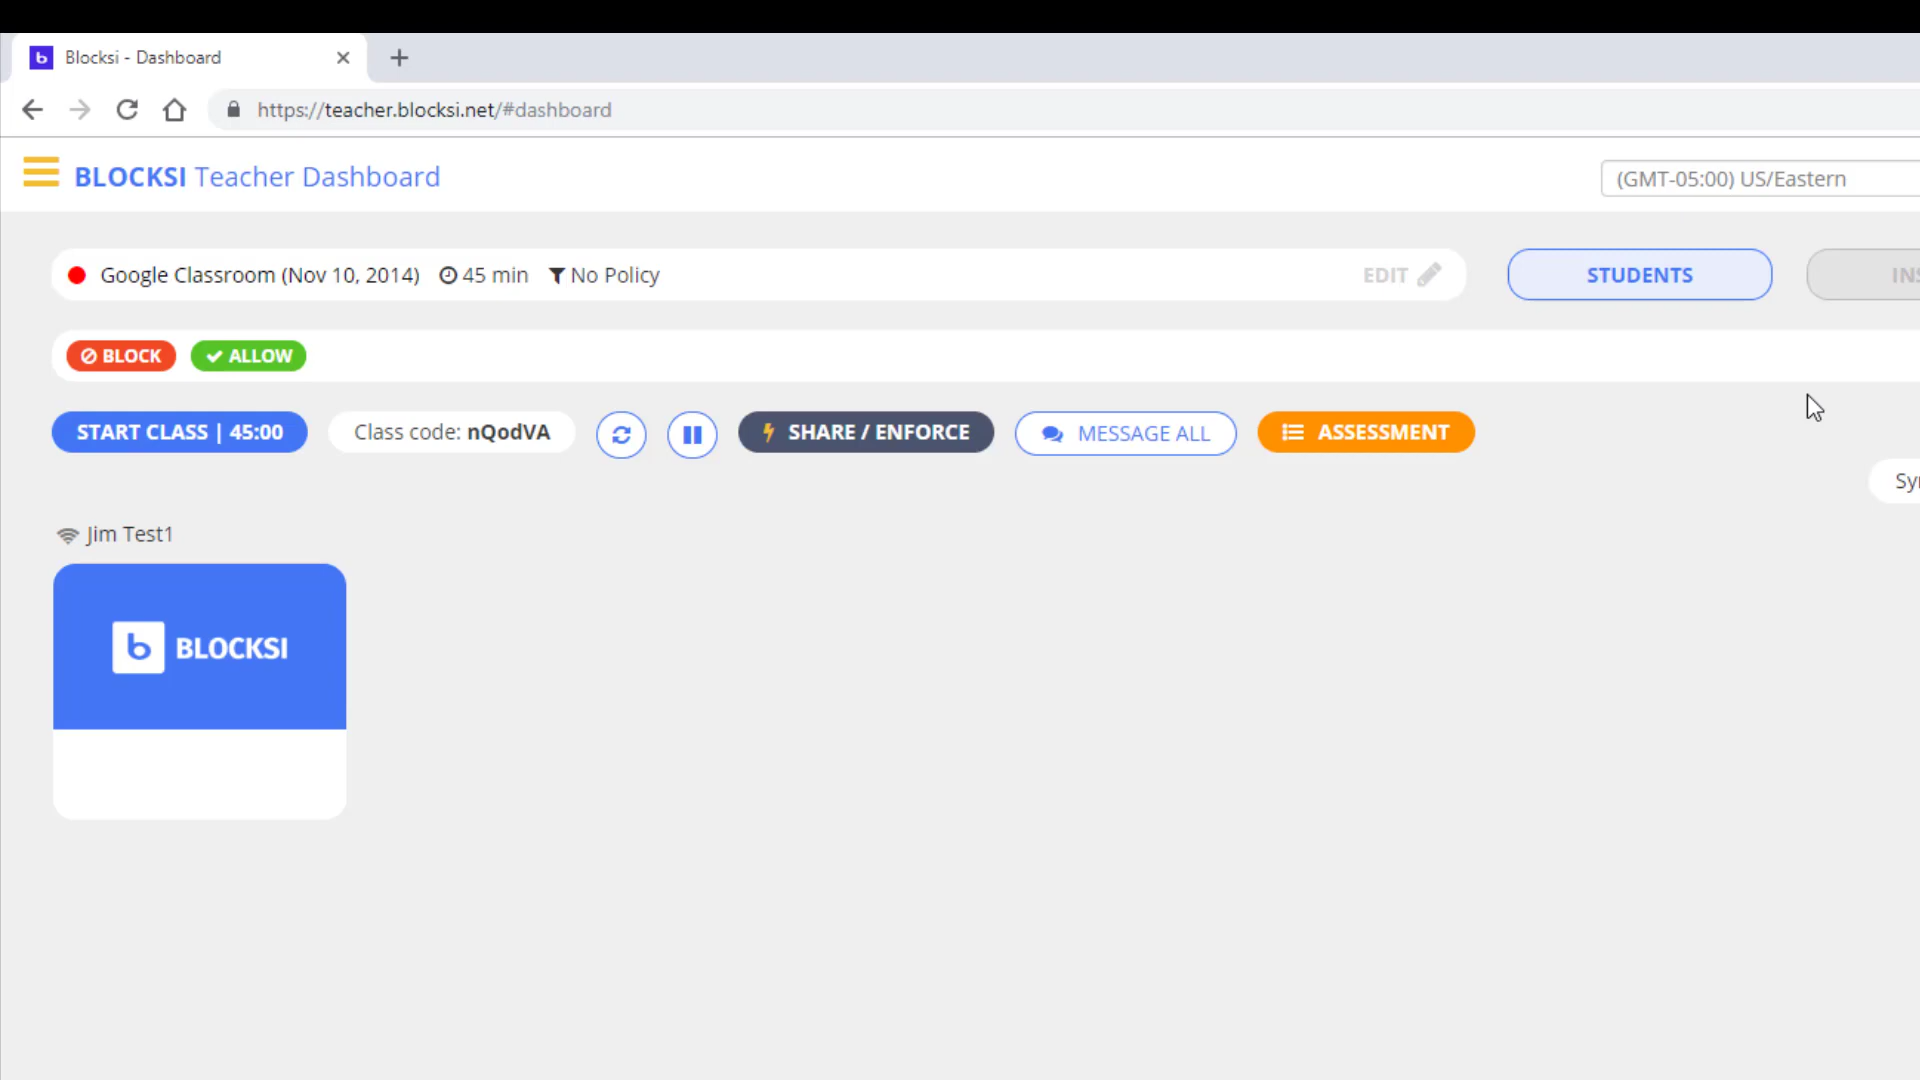 Blocksi - Dashboard
https://teacher.blocksi.net/#dashboard
BLOCKSI Teacher Dashboard
(GMT-05:00) US/Eastern
Google Classroom (Nov 10, 2014) 45 min No Policy EDIT STUDENTS INS
BLOCK ALLOW
START CLASS | 45:00 Class code: nQodVA SHARE / ENFORCE MESSAGE ALL ASSESSMENT
Jim Test1
b BLOCKSI